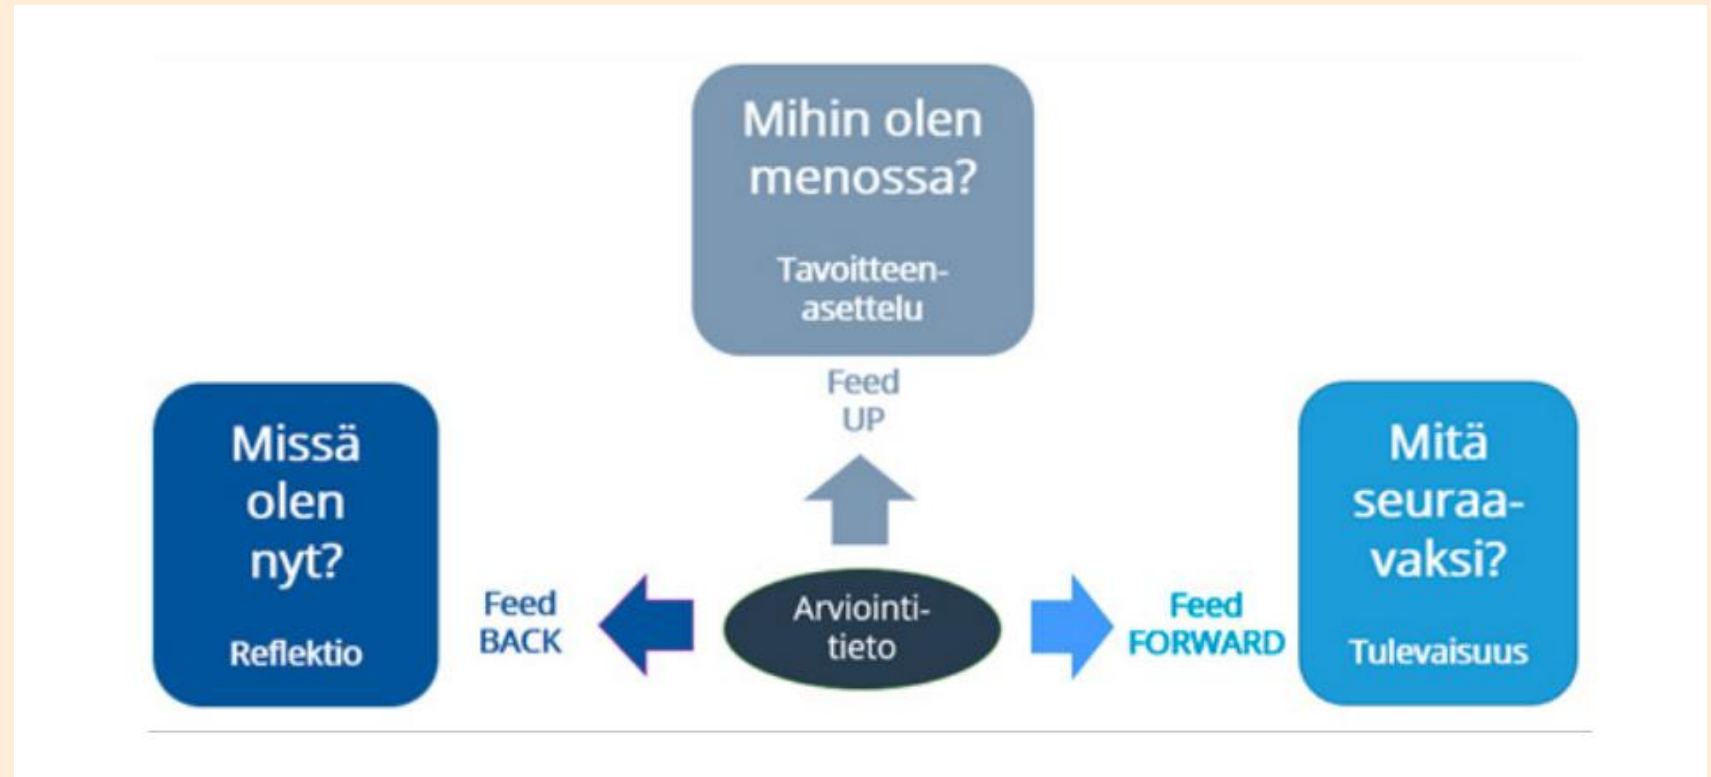 Mihin olen
menossa?
Tavoitteen-
asettelu
Feed
UP
Missä
olen
nyt?
Reflektio
Feed
BACK
Arviointi-
tieto
Feed
FORWARD
Mitä
seuraa-
vaksi?
Tulevaisuus